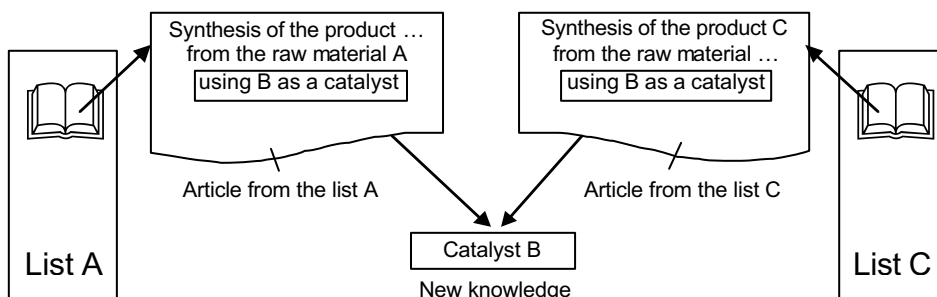 Synthesis of the product …
from the raw material A
using B as a catalyst
Synthesis of the product C
from the raw material …
using B as a catalyst
Article from the list A
Article from the list C
Catalyst B
List A
List C
New knowledge